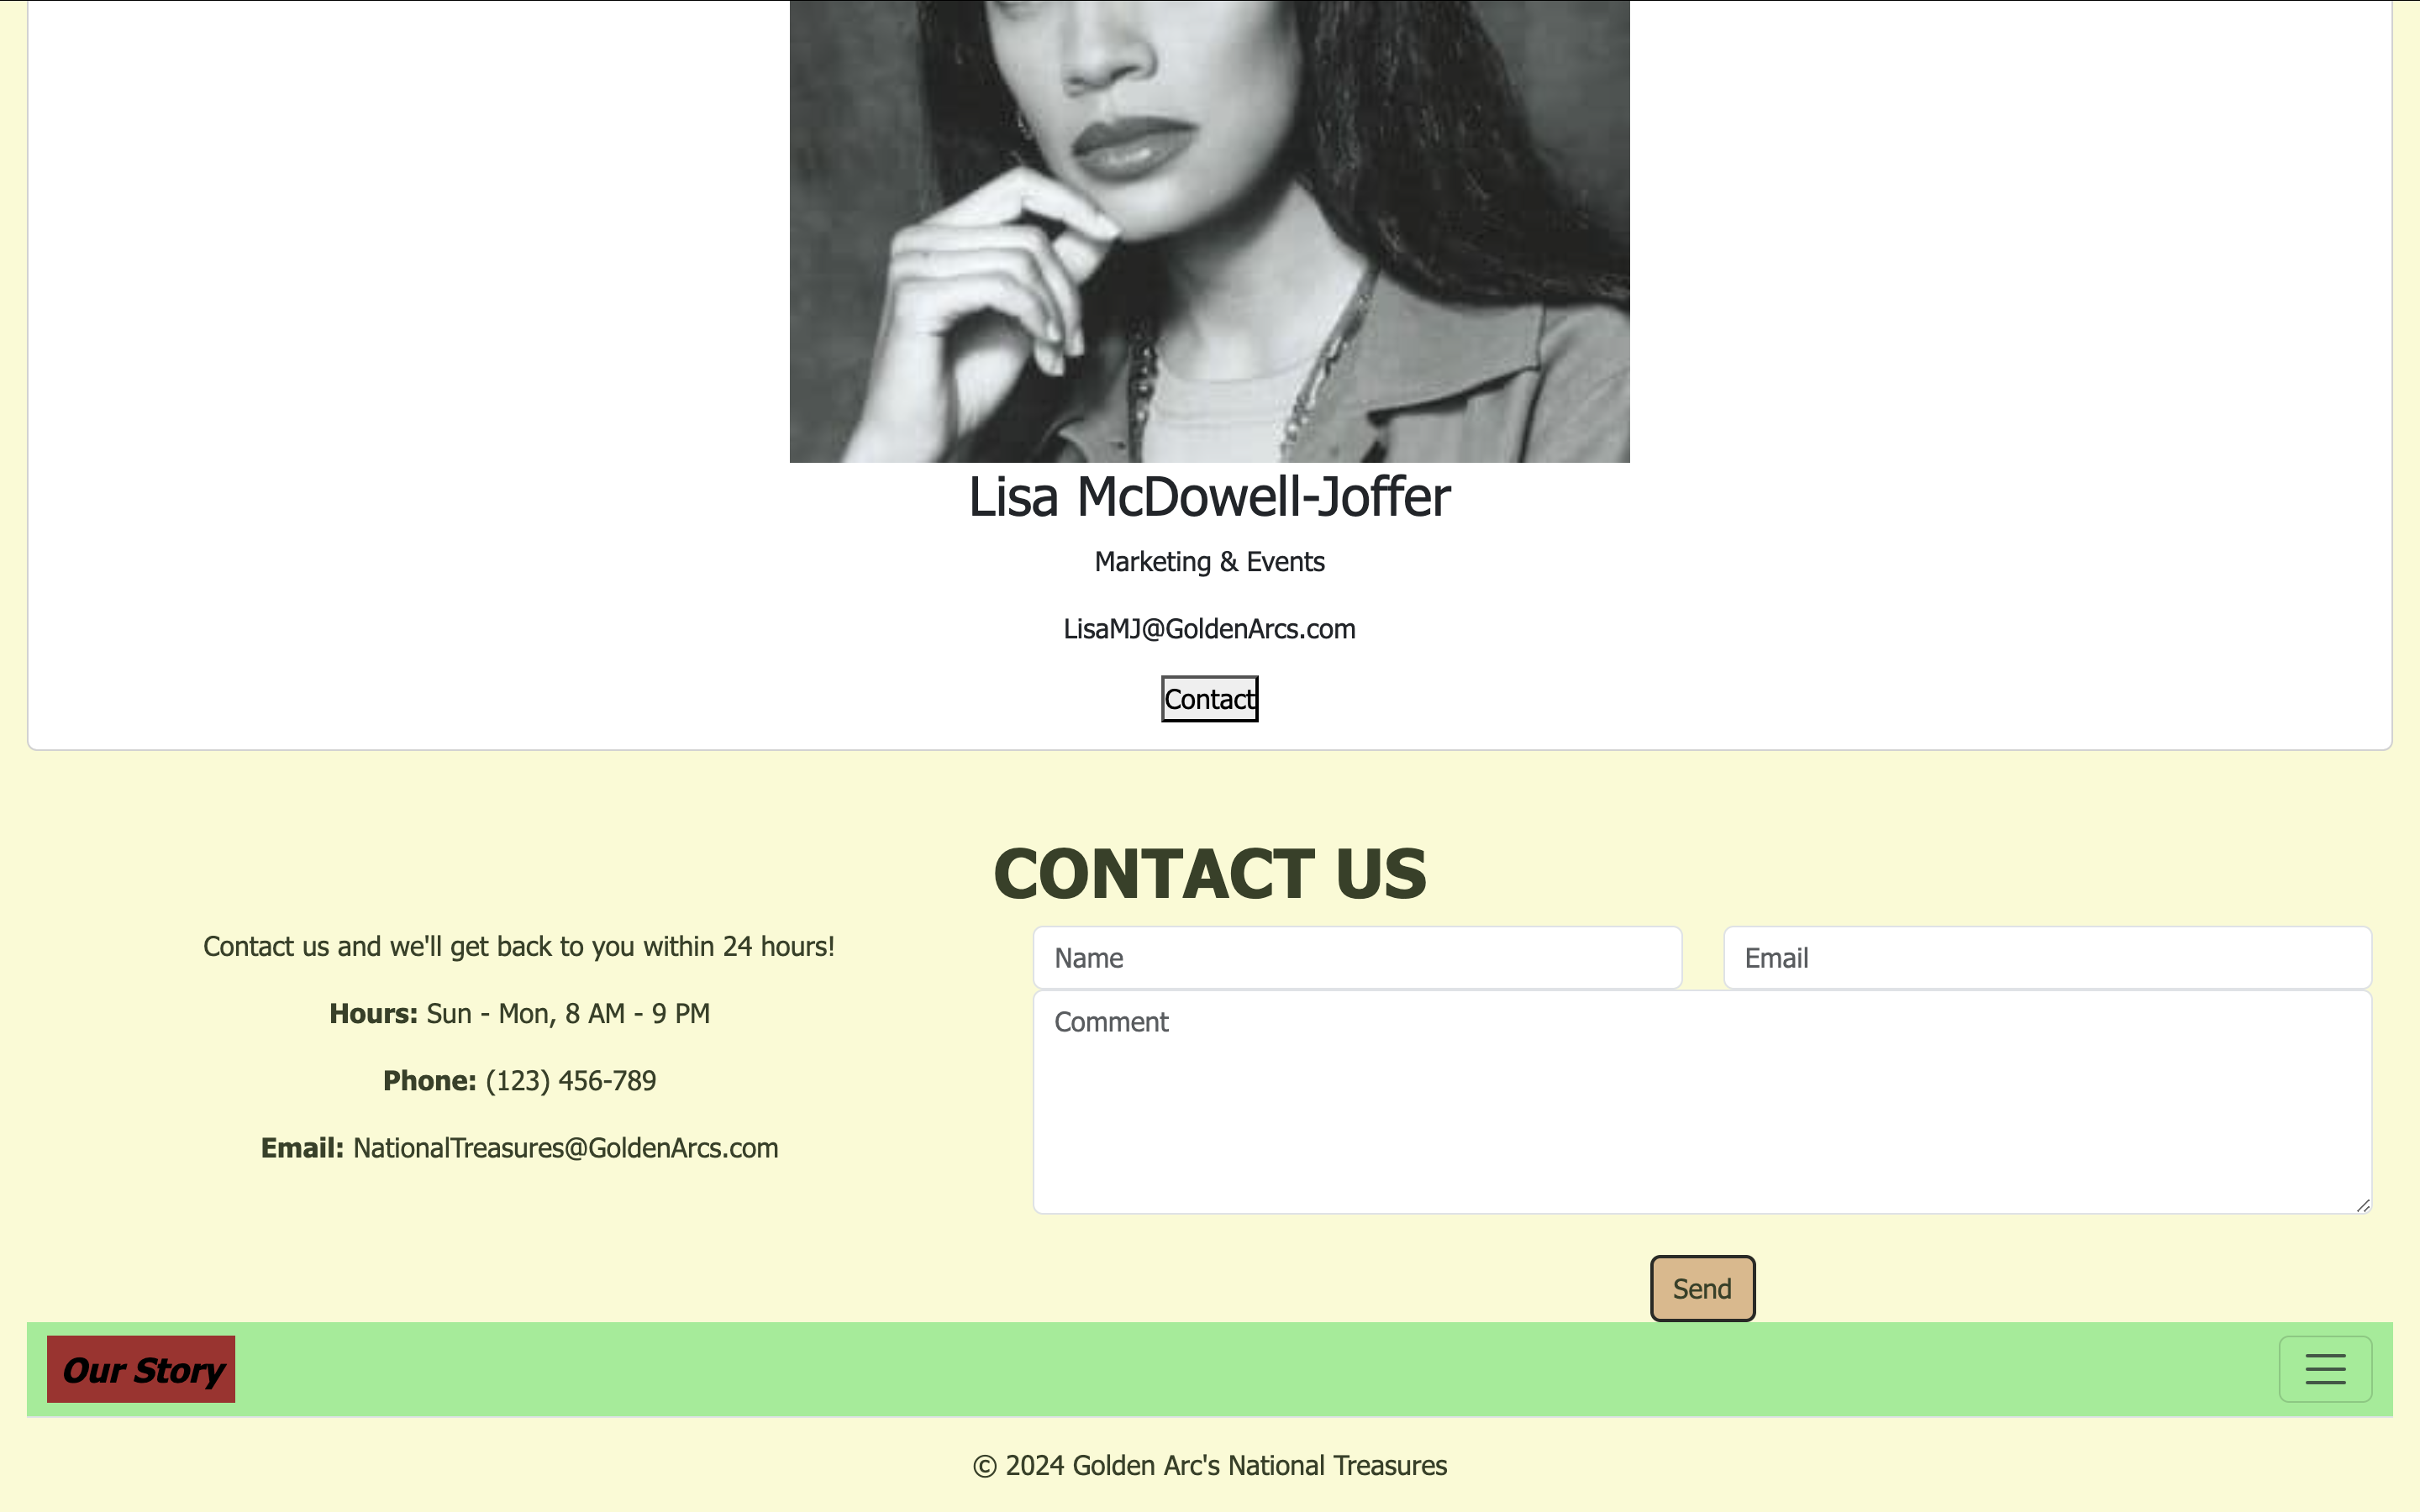 Lisa McDowell-Joffer
Marketing & Events
LisaMJ@GoldenArcs.com
Contact
CONTACT US
Contact us and we'll get back to you within 24 hours!
Hours: Sun - Mon, 8 AM - 9 PM
Phone: (123) 456-789
Email: NationalTreasures@GoldenArcs.com
Name
Email
Comment
Send
Our Story
© 2024 Golden Arc's National Treasures